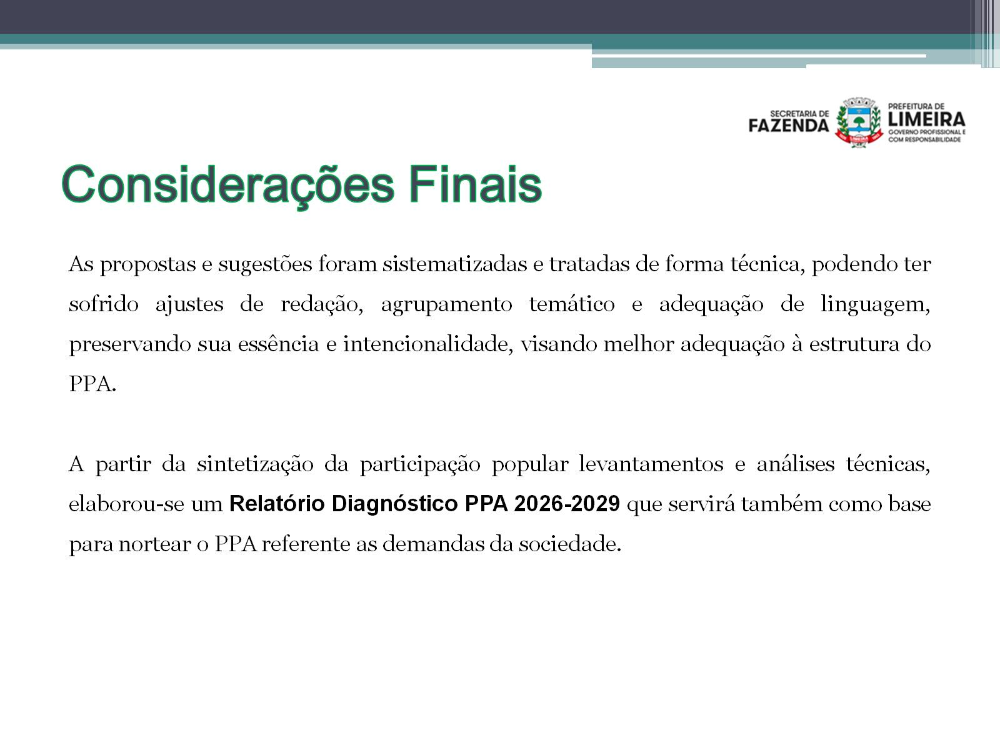 SECRETARIA DE
FAZENDA
LIMEIRA
PREFEITURA DE
LIMEIRA
GOVERNO PROFISSIONAL E
COM RESPONSABILIDADE
Considerações Finais
As propostas e sugestões foram sistematizadas e tratadas de forma técnica, podendo ter
sofrido ajustes de redação, agrupamento temático e adequação de linguagem,
preservando sua essência e intencionalidade, visando melhor adequação à estrutura do
PPA.
A partir da sintetização da participação popular levantamentos e análises técnicas,
elaborou-se um Relatório Diagnóstico PPA 2026-2029 que servirá também como base
para nortear o PPA referente as demandas da sociedade.